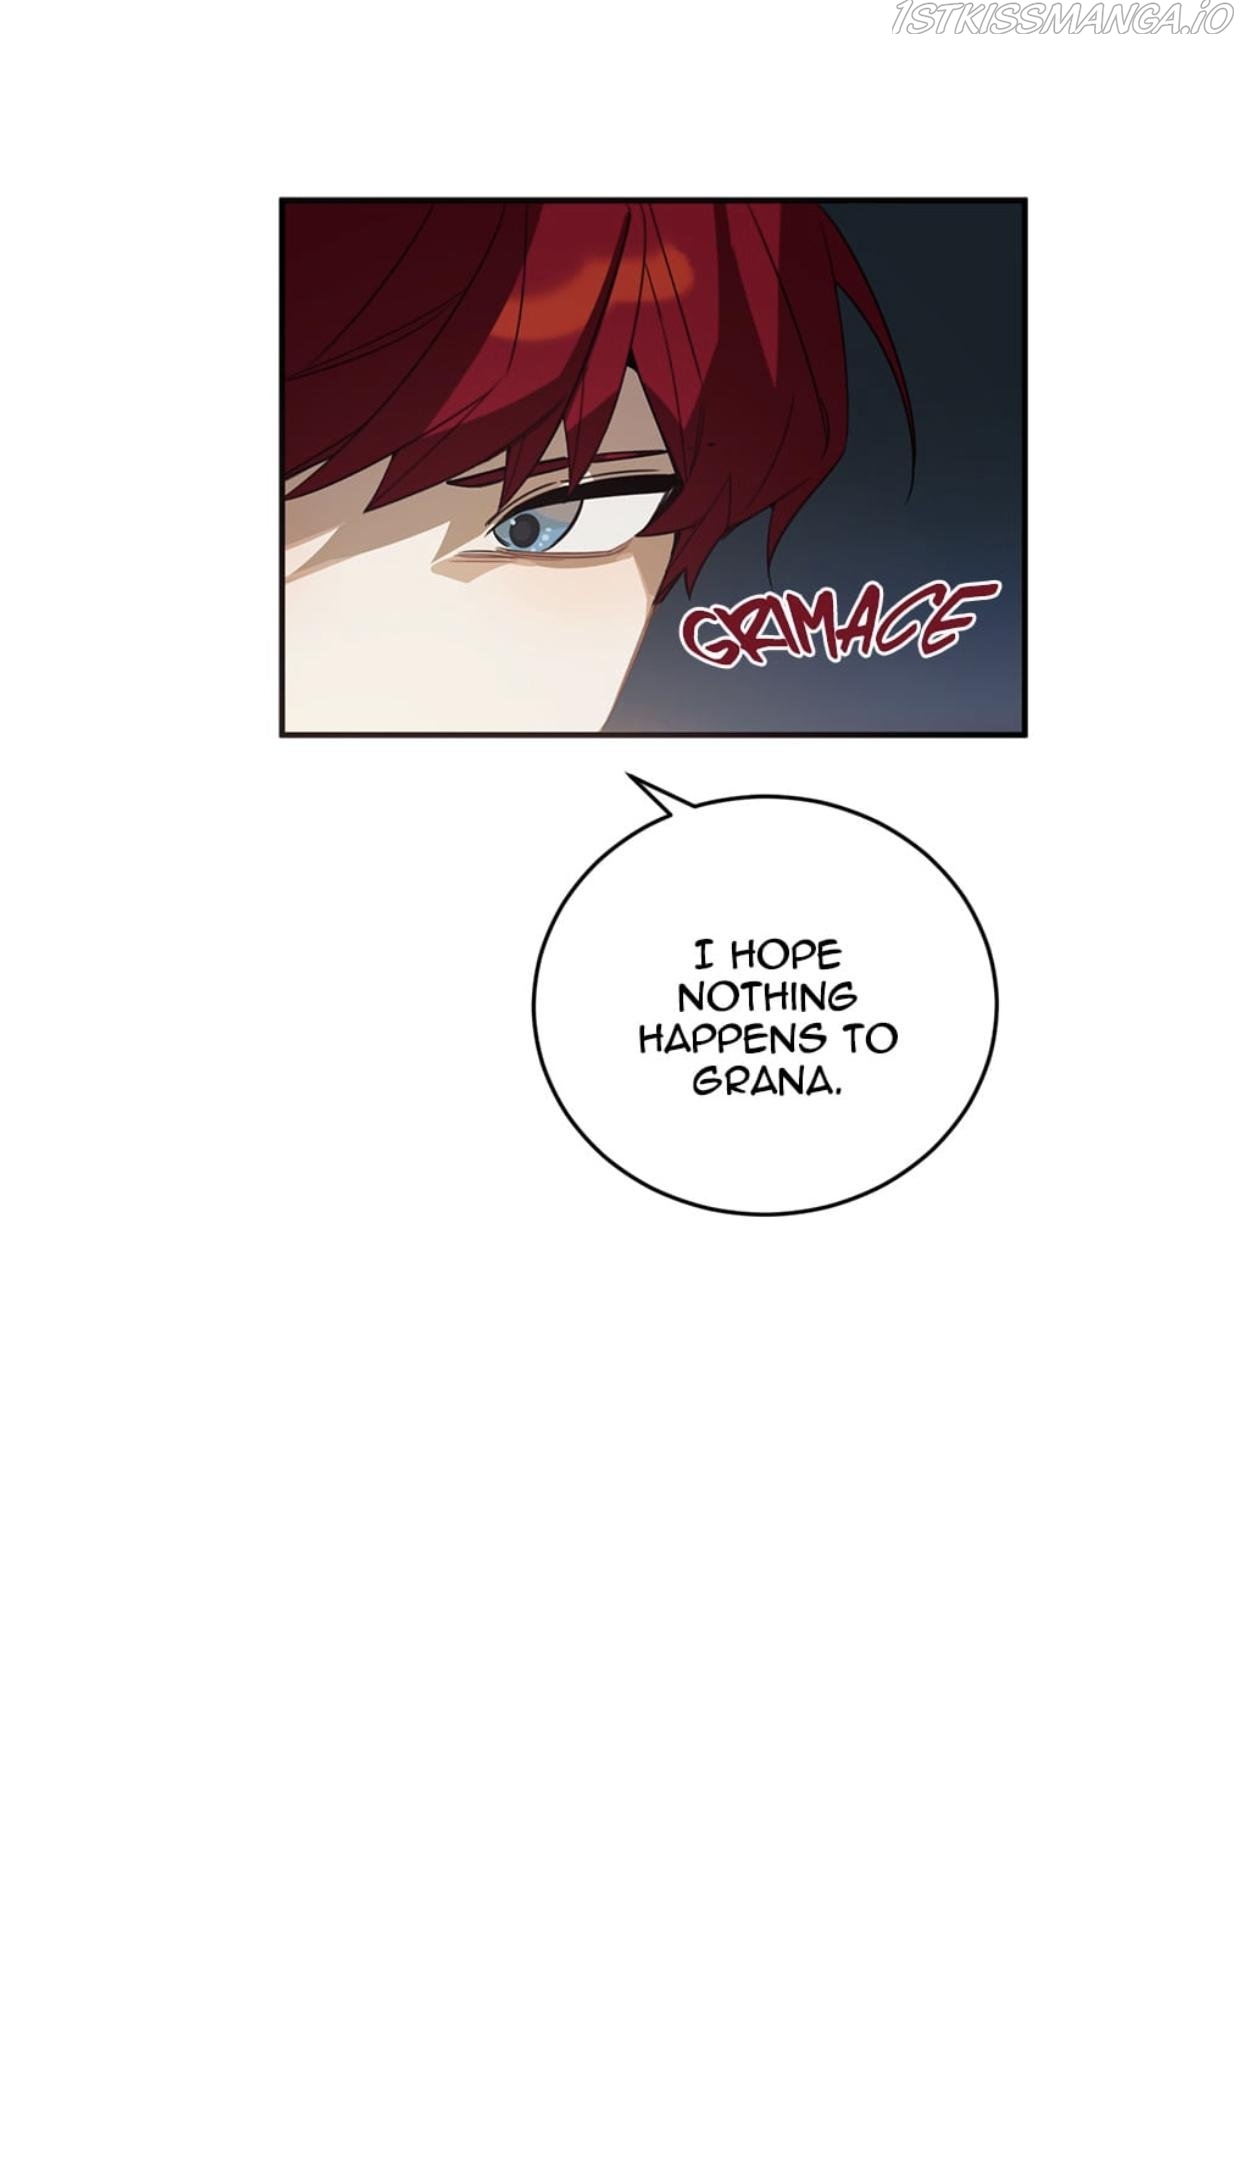 1STKISSMANGA.iO
GRIMACE
I HOPE
NOTHING
HAPPENS TO
GRANA.